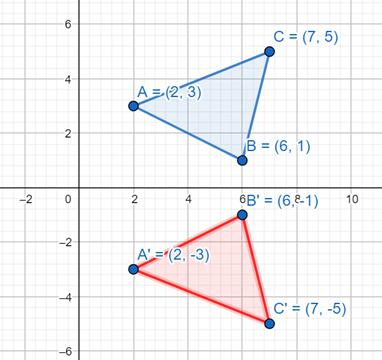 6
C = (7, 5)
4
A = (2, 3)
2
B = (6, 1)
−2
0
2
4
6
8
10
B' = (6,-1)
−2
A' = (2, -3)
−4
C' = (7, -5)
−6